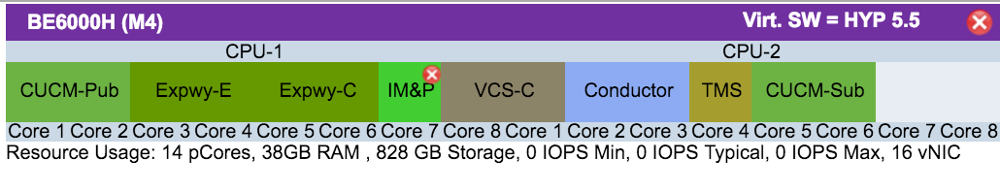 BE6000H (M4) Virt. SW = HYP 5.5
CPU-1 CPU-2
CUCM-Pub Expwy-E Expwy-C IM&P VCS-C Conductor TMS CUCM-Sub
Core 1 Core 2 Core 3 Core 4 Core 5 Core 6 Core 7 Core 8 Core 1 Core 2 Core 3 Core 4 Core 5 Core 6 Core 7 Core 8
Resource Usage: 14 pCores, 38GB RAM , 828 GB Storage, 0 IOPS Min, 0 IOPS Typical, 0 IOPS Max, 16 vNIC